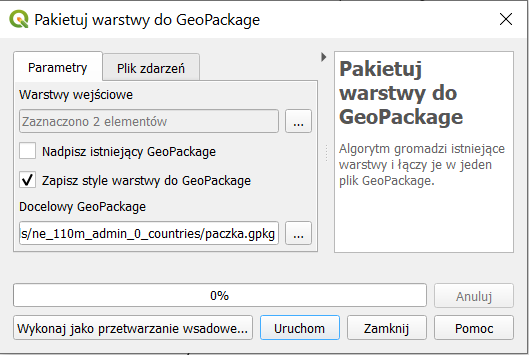 Pakietuj warstwy do GeoPackage
Parametry
Plik zdarzeń
Warstwy wejściowe
Zaznaczono 2 elementów
...
Nadpisz istniejący GeoPackage
Zapisz style warstwy do GeoPackage
Docelowy GeoPackage
s/ne_110m_admin_0_countries/paczka.gpkg
...
Pakietuj
warstwy do
GeoPackage
Algorytm gromadzi istniejące
warstwy i łączy je w jeden
plik GeoPackage.
0%
Anuluj
Wykonaj jako przetwarzanie wsadowe...
Uruchom
Zamknij
Pomoc